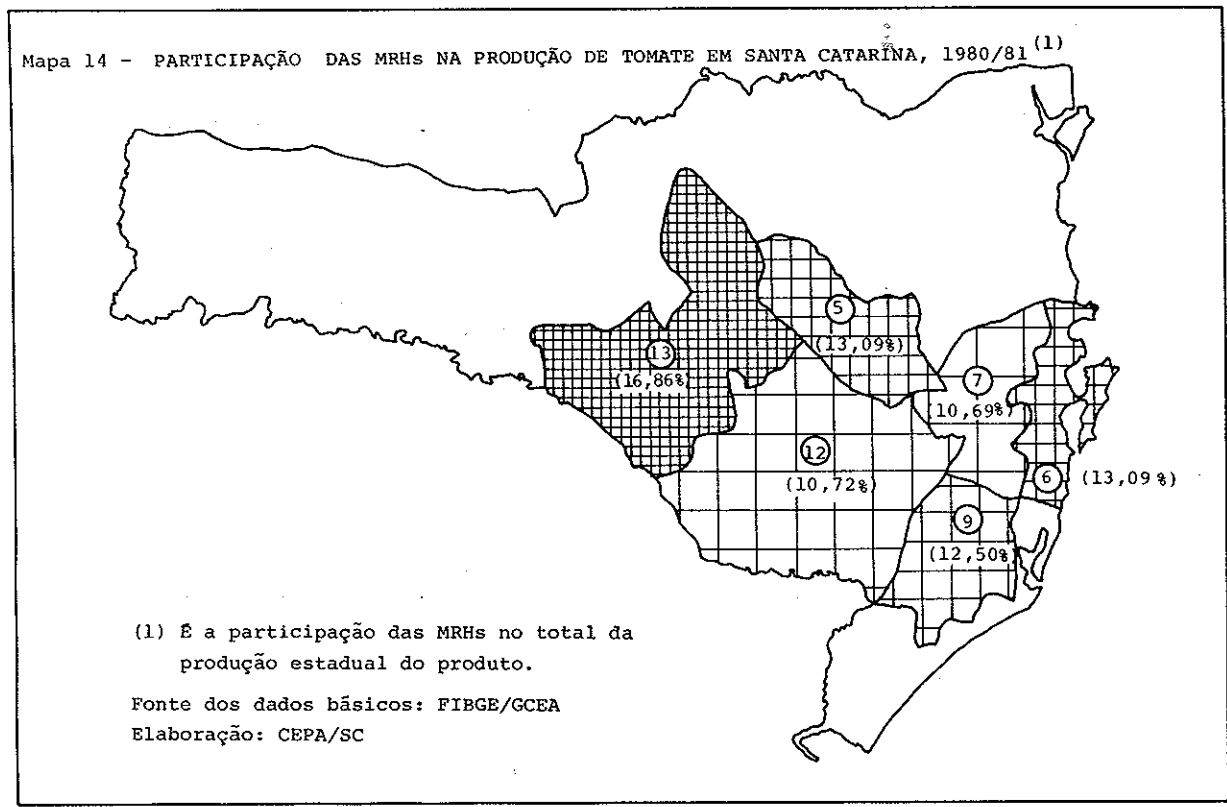 Mapa 14 - PARTICIPAÇÃO DAS MRHs NA PRODUÇÃO DE TOMATE EM SANTA CATARINA, 1980/81 (1)
5
(13,09%)
13
(16,86%)
7
(10,69%)
12
(10,72%)
6 (13,09%)
9
(12,50%)
(1) É a participação das MRHs no total da
produção estadual do produto.
Fonte dos dados básicos: FIBGE/GCEA
Elaboração: CEPA/SC